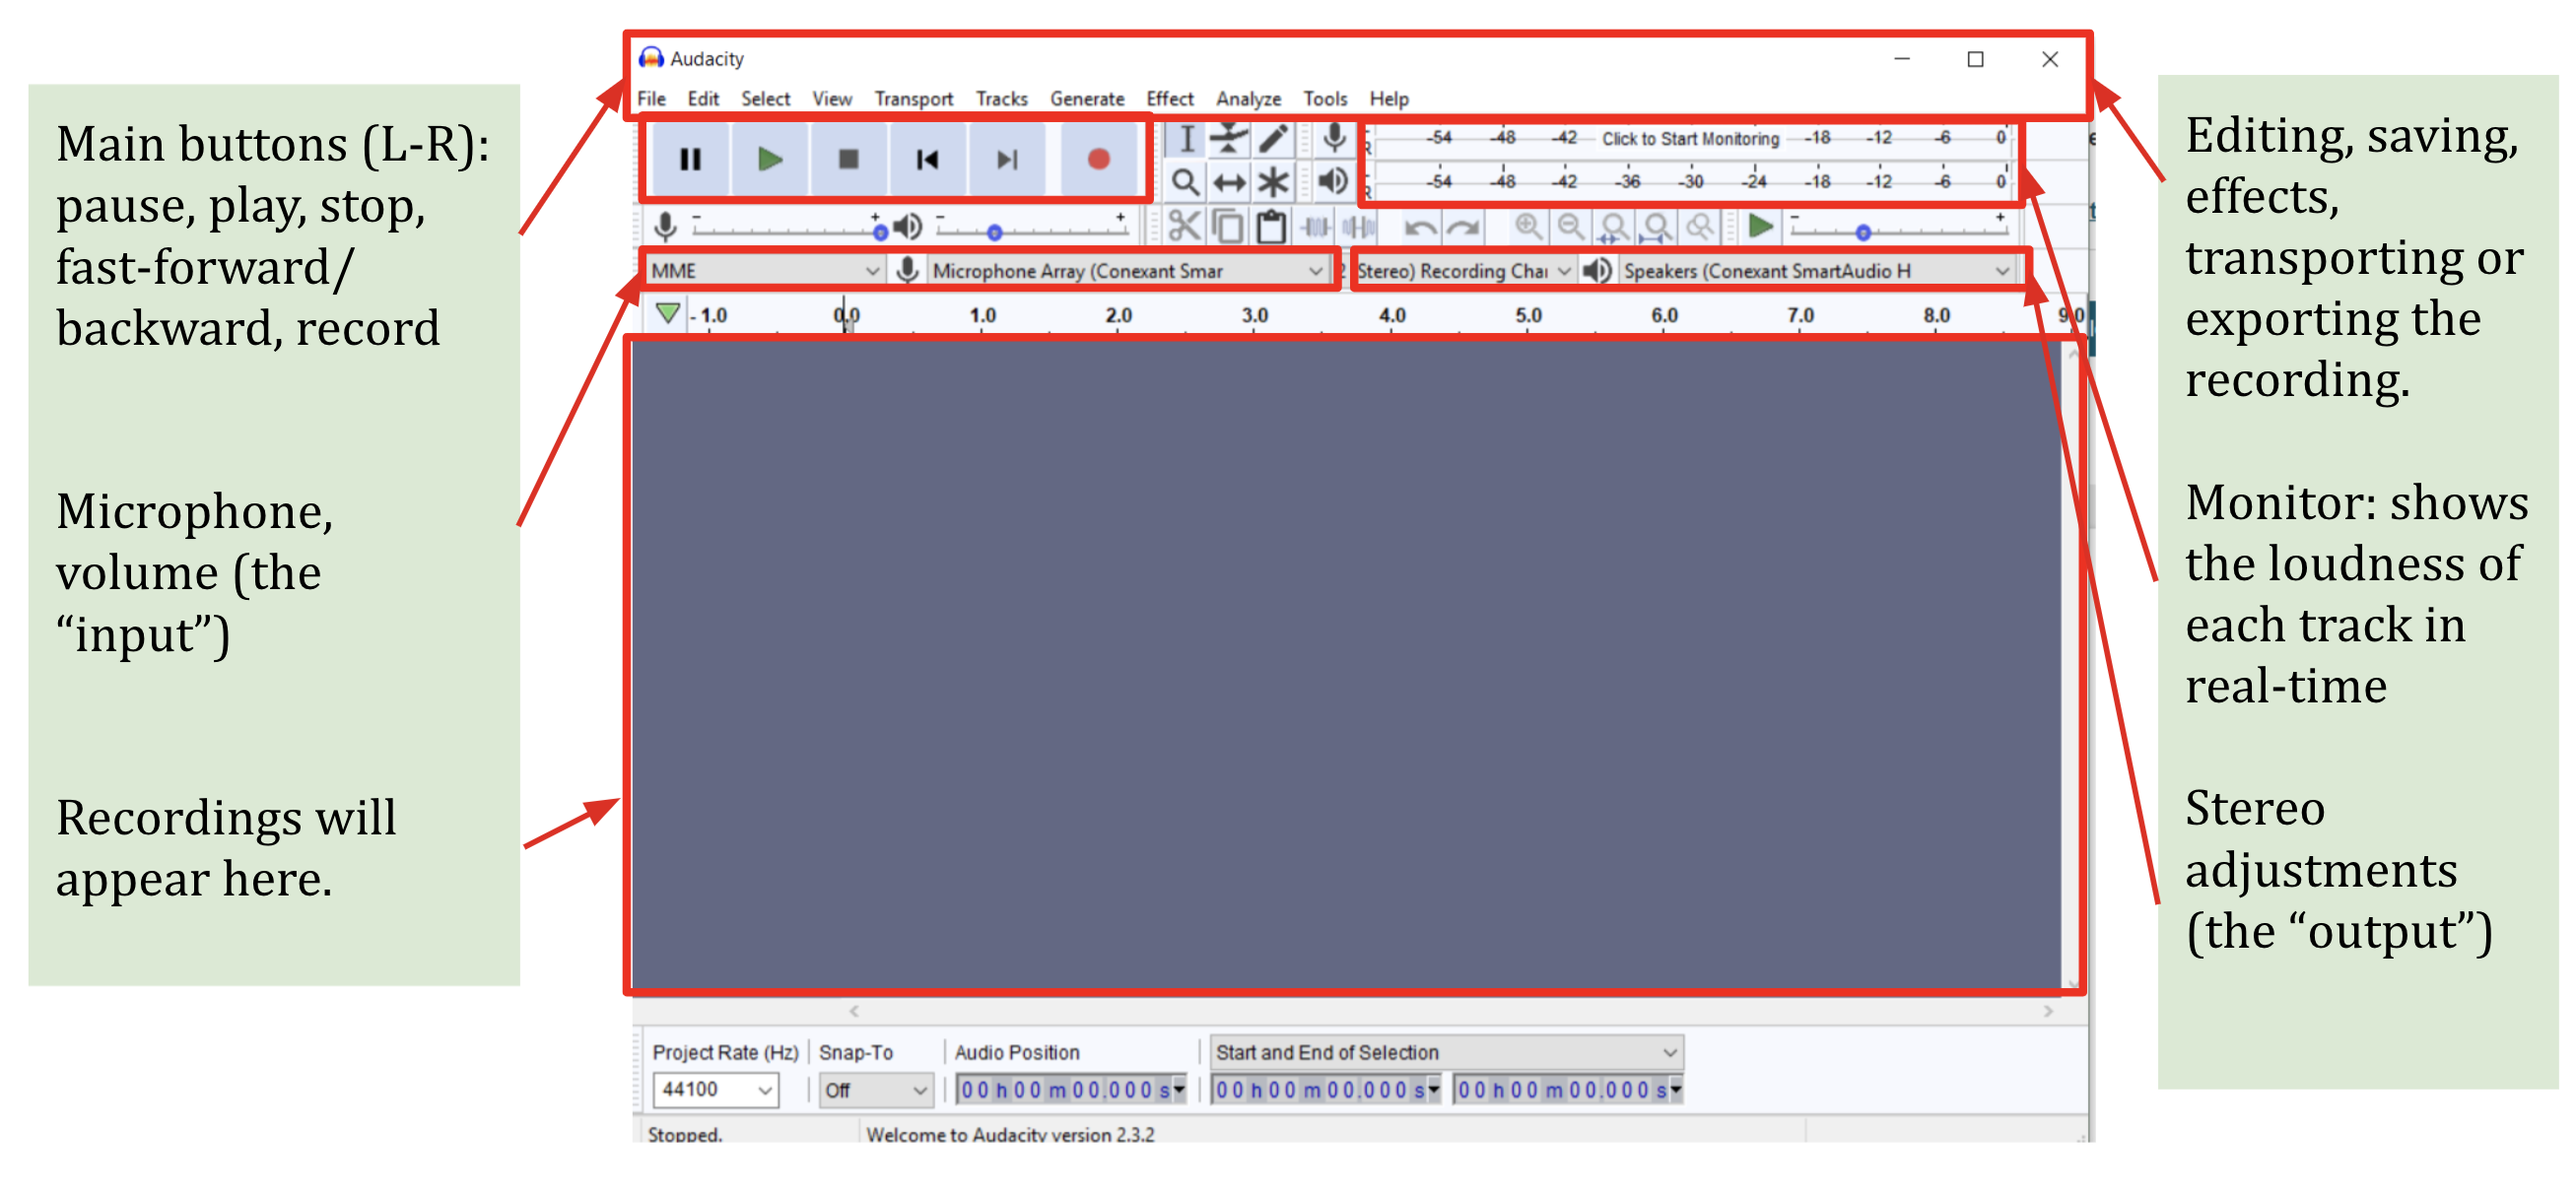 Main buttons (L-R):
pause, play, stop,
fast-forward/
backward, record
Microphone,
volume (the
“input”)
Recordings will
appear here.
Audacity
File Edit Select View Transport Tracks Generate Effect Analyze Tools Help
-54 -48 -42 Click to Start Monitoring -18 -12 -6 0
R
-54 -48 -42 -36 -30 -24 -18 -12 -6 0
R
- + - + - +
MME Microphone Array (Conexant Smar 2 (Stereo) Recording Chai Speakers (Conexant SmartAudio H
-1.0 0.0 1.0 2.0 3.0 4.0 5.0 6.0 7.0 8.0 9.0
Project Rate (Hz) Snap-To Audio Position Start and End of Selection
44100 Off 00 h 00 m 00.000 s 00 h 00 m 00.000 s 00 h 00 m 00.000 s
Stopped. Welcome to Audacity version 2.3.2
Editing, saving,
effects,
transporting or
exporting the
recording.
Monitor: shows
the loudness of
each track in
real-time
Stereo
adjustments
(the “output”)